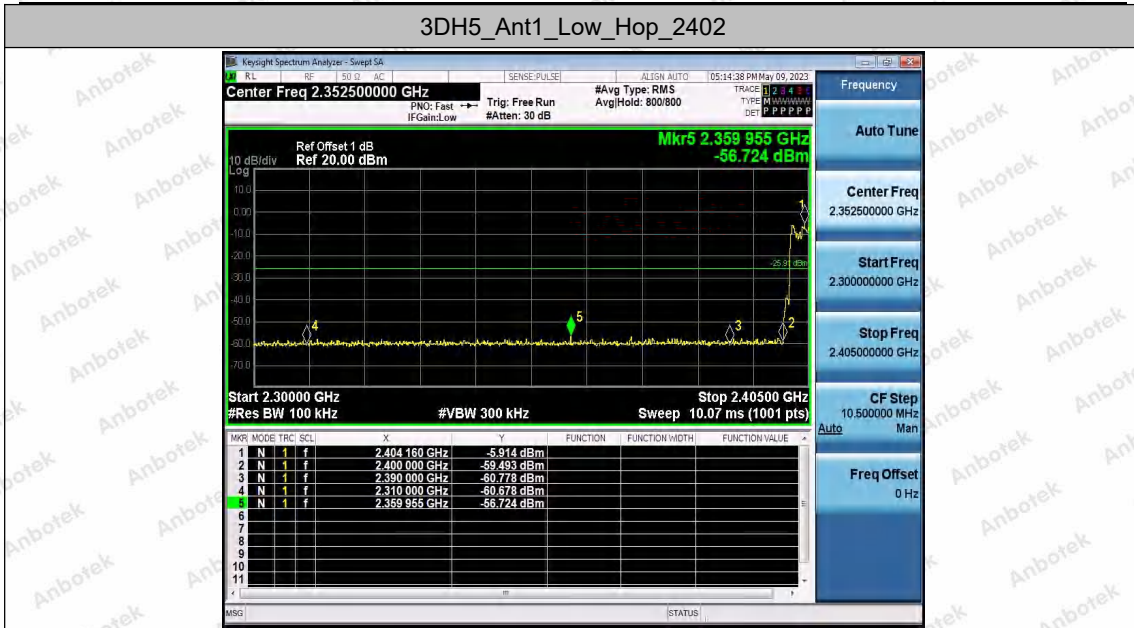 3DH5_Ant1_Low_Hop_2402
Keysight Spectrum Analyzer - Swept SA
RL RF 50 Ω AC SENSE:PULSE ALIGN AUTO 05:14:38 PM May 09, 2023
Center Freq 2.352500000 GHz
PNO: Fast
IFGain:Low
Trig: Free Run
#Atten: 30 dB
#Avg Type: RMS
Avg|Hold: 800/800
TRACE 1 2 3 4 5 6
TYPE M W W W W W
DET P P P P P P
Mkr5 2.359 955 GHz
-56.724 dBm
Ref Offset 1 dB
10 dB/div Ref 20.00 dBm
Log
10.0
0.00
-10.0
-20.0
-30.0
-40.0
-50.0
-60.0
-70.0
-25.91 dBm
1
2
3
4
5
Start 2.30000 GHz Stop 2.40500 GHz
#Res BW 100 kHz #VBW 300 kHz Sweep 10.07 ms (1001 pts)
MKR MODE TRC SCL X Y FUNCTION FUNCTION WIDTH FUNCTION VALUE
1 N 1 f 2.404 160 GHz -5.914 dBm
2 N 1 f 2.400 000 GHz -59.493 dBm
3 N 1 f 2.390 000 GHz -60.778 dBm
4 N 1 f 2.310 000 GHz -60.678 dBm
5 N 1 f 2.359 955 GHz -56.724 dBm
6
7
8
9
10
11
MSG STATUS
Frequency
Auto Tune
Center Freq
2.352500000 GHz
Start Freq
2.300000000 GHz
Stop Freq
2.405000000 GHz
CF Step
10.500000 MHz
Auto Man
Freq Offset
0 Hz
Anbotek